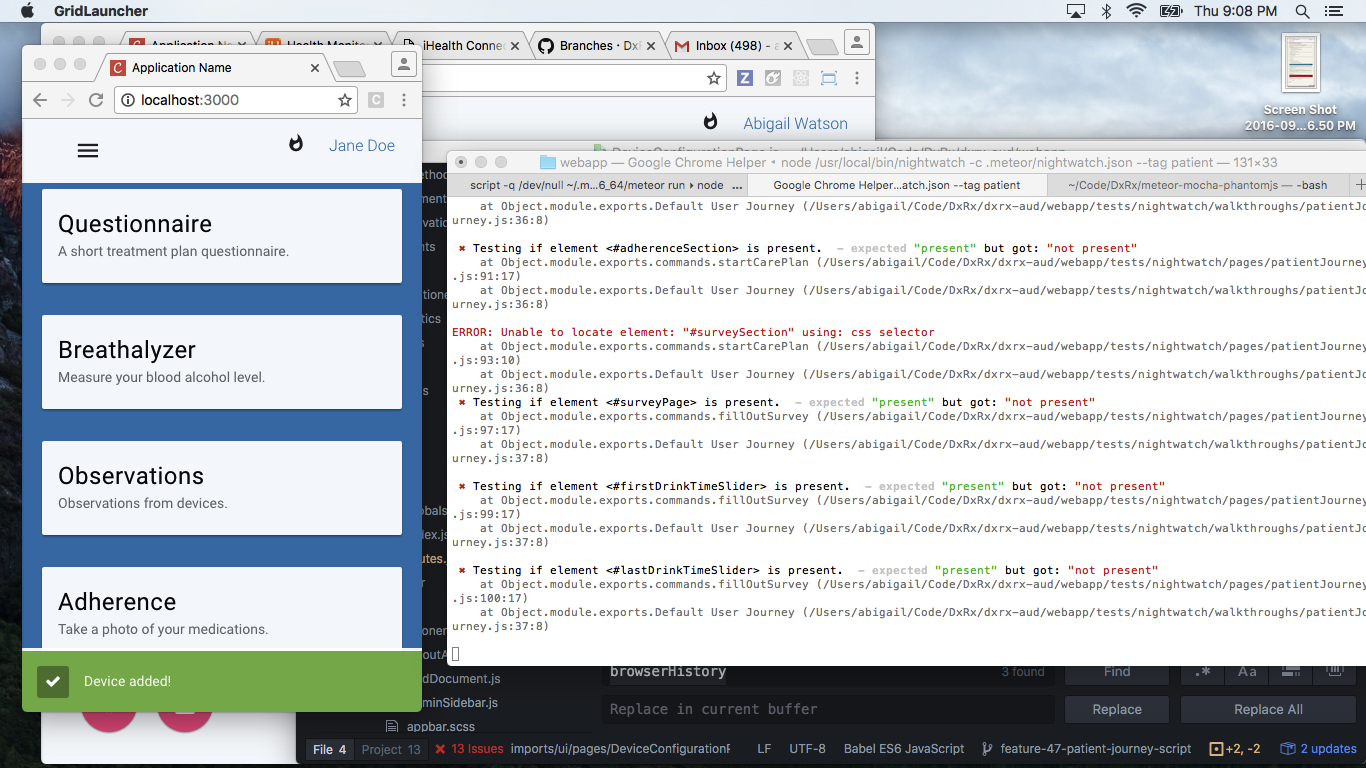 GridLauncher
Thu 9:08 PM
Application N
Health Monito
iHealth Conne
Branches · DxR
Inbox (498) - a
Application Name
localhost:3000
Jane Doe
Abigail Watson
Screen Shot
2016-09...6.50 PM
Questionnaire
A short treatment plan questionnaire.
Breathalyzer
Measure your blood alcohol level.
Observations
Observations from devices.
Adherence
Take a photo of your medications.
Device added!
webapp — Google Chrome Helper • node /usr/local/bin/nightwatch -c .meteor/nightwatch.json --tag patient — 131×33
script -q /dev/null ~/.m...6_64/meteor run ▸ node ...
Google Chrome Helper...atch.json --tag patient
~/Code/DxRx/meteor-mocha-phantomjs — -bash
at Object.module.exports.Default User Journey (/Users/abigail/Code/DxRx/dxrx-aud/webapp/tests/nightwatch/walkthroughs/patientJo
urney.js:36:8)
✖ Testing if element <#adherenceSection> is present. — expected "present" but got: "not present"
at Object.module.exports.commands.startCarePlan (/Users/abigail/Code/DxRx/dxrx-aud/webapp/tests/nightwatch/pages/patientJourney
.js:91:17)
at Object.module.exports.Default User Journey (/Users/abigail/Code/DxRx/dxrx-aud/webapp/tests/nightwatch/walkthroughs/patientJo
urney.js:36:8)
ERROR: Unable to locate element: "#surveySection" using: css selector
at Object.module.exports.commands.startCarePlan (/Users/abigail/Code/DxRx/dxrx-aud/webapp/tests/nightwatch/pages/patientJourney
.js:93:10)
at Object.module.exports.Default User Journey (/Users/abigail/Code/DxRx/dxrx-aud/webapp/tests/nightwatch/walkthroughs/patientJo
urney.js:36:8)
✖ Testing if element <#surveyPage> is present. — expected "present" but got: "not present"
at Object.module.exports.commands.fillOutSurvey (/Users/abigail/Code/DxRx/dxrx-aud/webapp/tests/nightwatch/pages/patientJourney
.js:97:17)
at Object.module.exports.Default User Journey (/Users/abigail/Code/DxRx/dxrx-aud/webapp/tests/nightwatch/walkthroughs/patientJo
urney.js:37:8)
✖ Testing if element <#firstDrinkTimeSlider> is present. — expected "present" but got: "not present"
at Object.module.exports.commands.fillOutSurvey (/Users/abigail/Code/DxRx/dxrx-aud/webapp/tests/nightwatch/pages/patientJourney
.js:99:17)
at Object.module.exports.Default User Journey (/Users/abigail/Code/DxRx/dxrx-aud/webapp/tests/nightwatch/walkthroughs/patientJo
urney.js:37:8)
✖ Testing if element <#lastDrinkTimeSlider> is present. — expected "present" but got: "not present"
at Object.module.exports.commands.fillOutSurvey (/Users/abigail/Code/DxRx/dxrx-aud/webapp/tests/nightwatch/pages/patientJourney
.js:100:17)
at Object.module.exports.Default User Journey (/Users/abigail/Code/DxRx/dxrx-aud/webapp/tests/nightwatch/walkthroughs/patientJo
urney.js:37:8)
browserHistory
3 found
Find
.*
Aa
Replace in current buffer
Replace
Replace All
dDocument.js
minSidebar.js
appbar.scss
File 4
Project 13
13 Issues
imports/ui/pages/DeviceConfigurationP
LF
UTF-8
Babel ES6 JavaScript
feature-47-patient-journey-script
+2, -2
2 updates